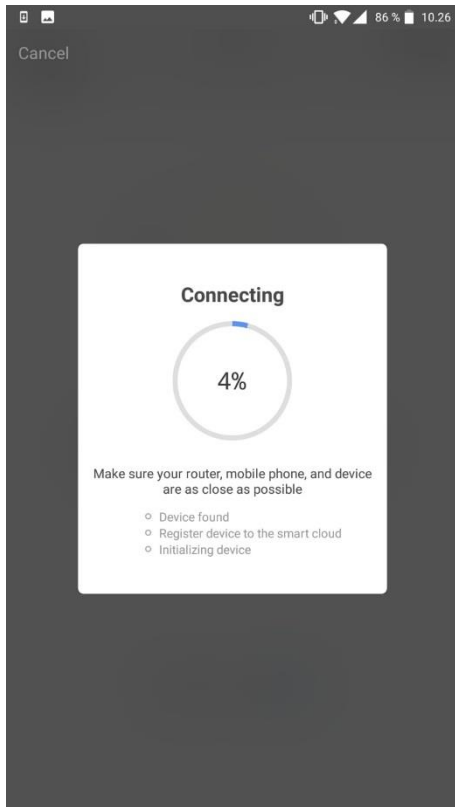 86 % 10.26
Cancel
Connecting
4%
Make sure your router, mobile phone, and device
are as close as possible
Device found
Register device to the smart cloud
Initializing device